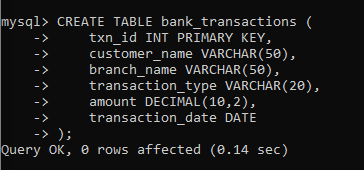 mysql> CREATE TABLE bank_transactions (
    ->     txn_id INT PRIMARY KEY,
    ->     customer_name VARCHAR(50),
    ->     branch_name VARCHAR(50),
    ->     transaction_type VARCHAR(20),
    ->     amount DECIMAL(10,2),
    ->     transaction_date DATE
    -> );
Query OK, 0 rows affected (0.14 sec)